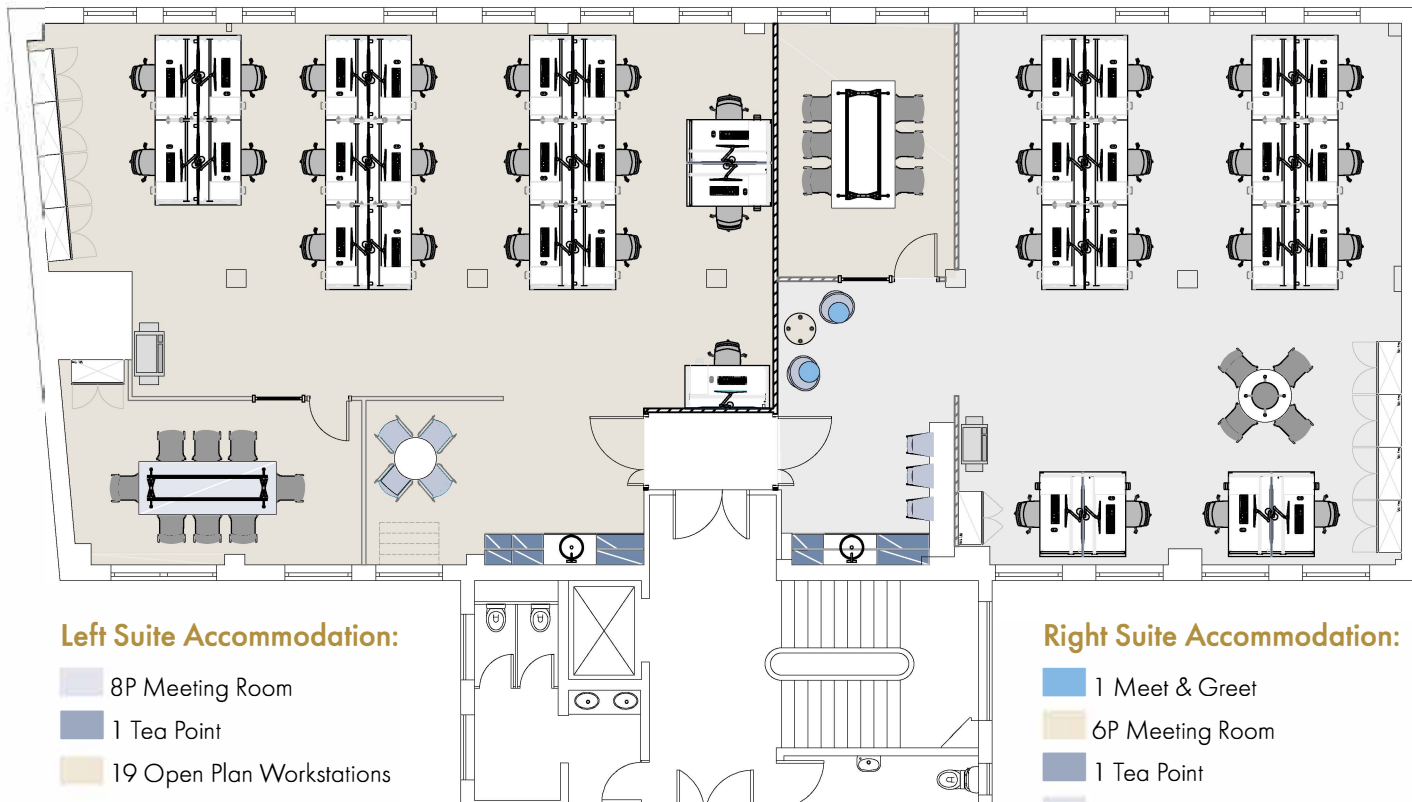 Left Suite Accommodation:
8P Meeting Room
1 Tea Point
19 Open Plan Workstations
Right Suite Accommodation:
1 Meet & Greet
6P Meeting Room
1 Tea Point